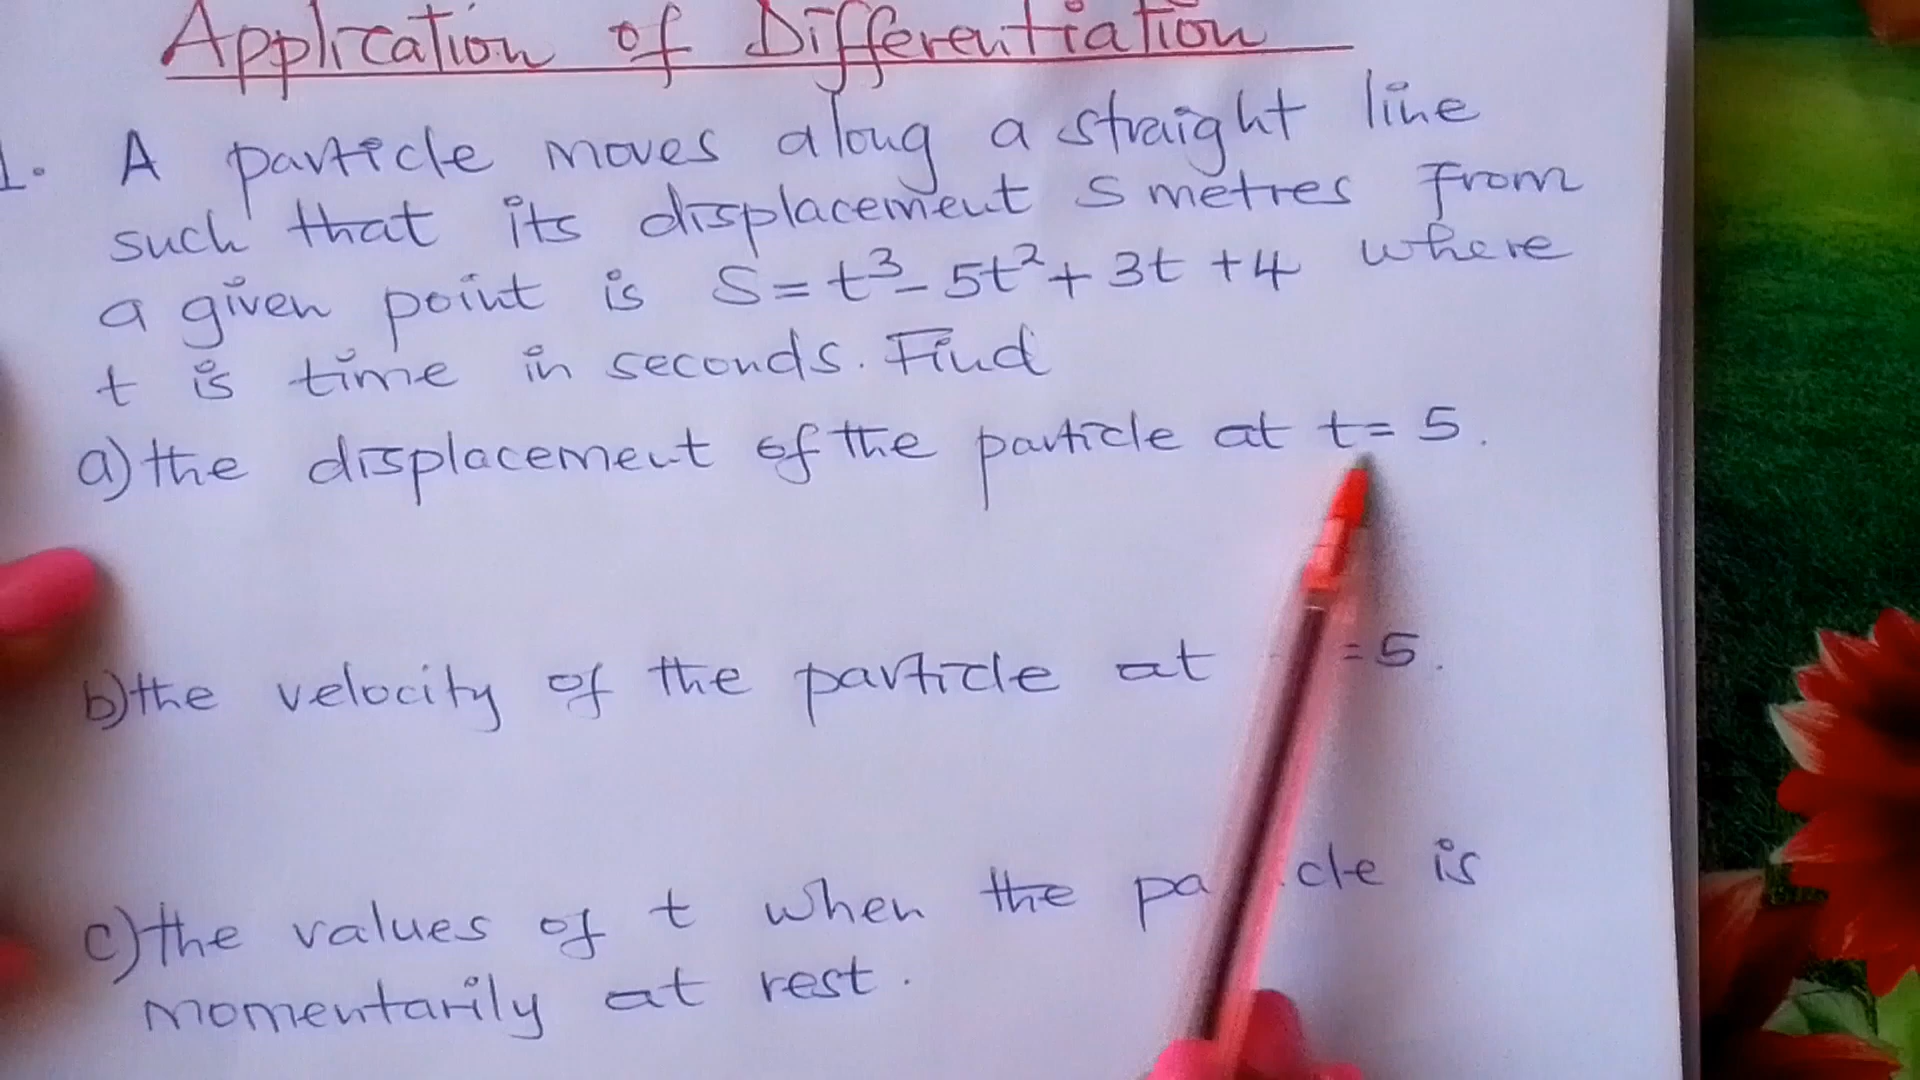 Application of Differentiation
1. A particle moves along a straight line
such that its displacement S metres from
a given point is S = t³ - 5t² + 3t + 4 where
t is time in seconds. Find
a) the displacement of the particle at t = 5.
b) the velocity of the particle at = 5.
c) the values of t when the pa cle is
momentarily at rest.